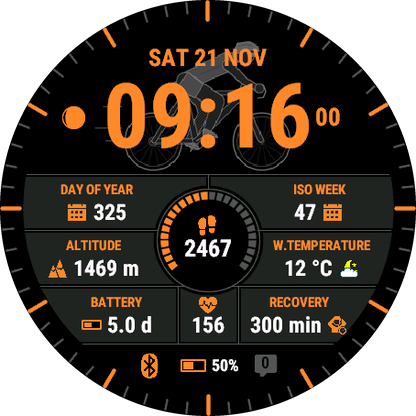 SAT 21 NOV
09:16 00
DAY OF YEAR
325
ISO WEEK
47
2467
ALTITUDE
1469 m
W.TEMPERATURE
12 °C
BATTERY
5.0 d
156
RECOVERY
300 min
50%
0